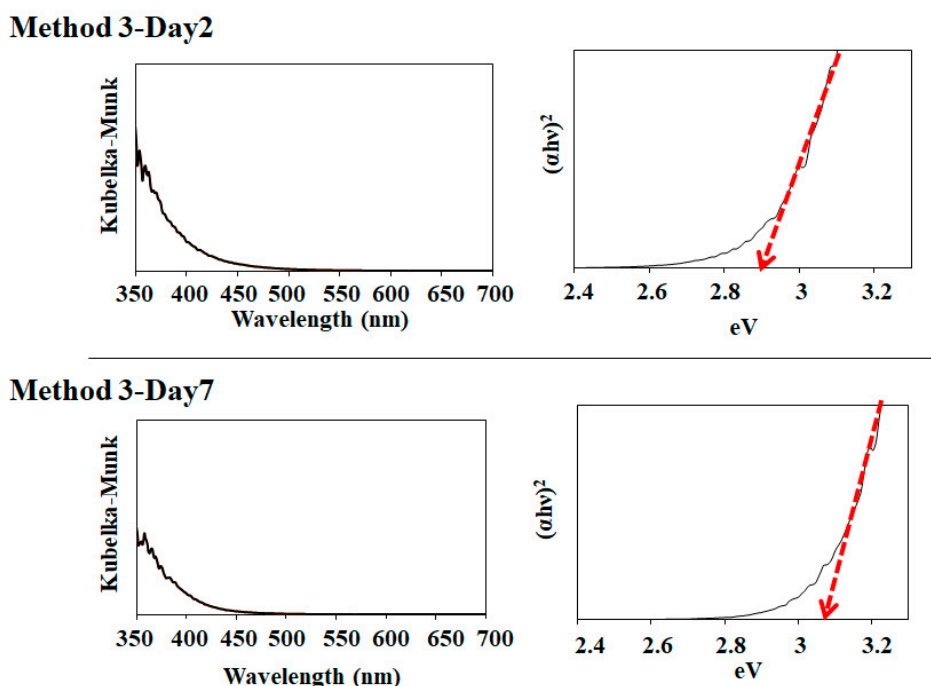 Method 3-Day2
Kubelka-Munk
350 400 450 500 550 600 650 700
Wavelength (nm)
(αhν)²
2.4 2.6 2.8 3 3.2
eV
Method 3-Day7
Kubelka-Munk
350 400 450 500 550 600 650 700
Wavelength (nm)
(αhν)²
2.4 2.6 2.8 3 3.2
eV